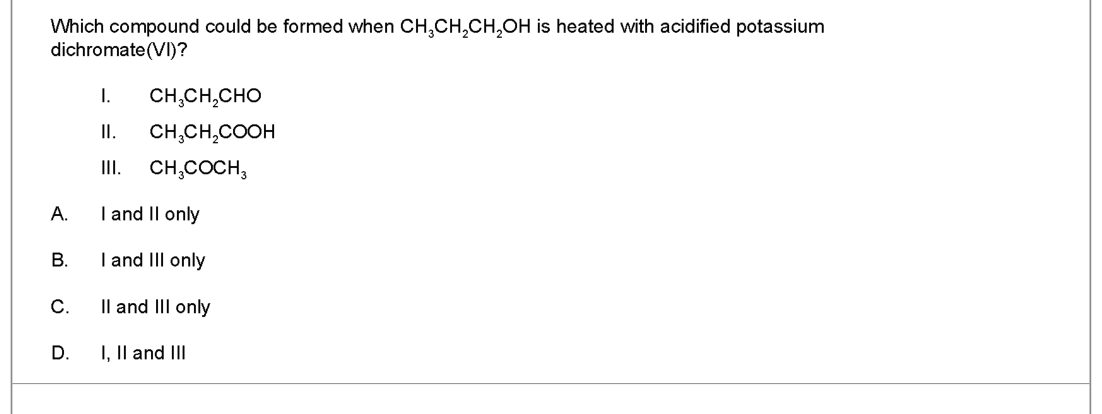 Which compound could be formed when CH₃CH₂CH₂OH is heated with acidified potassium
dichromate(VI)?
I. CH₃CH₂CHO
II. CH₃CH₂COOH
III. CH₃COCH₃
A. I and II only
B. I and III only
C. II and III only
D. I, II and III